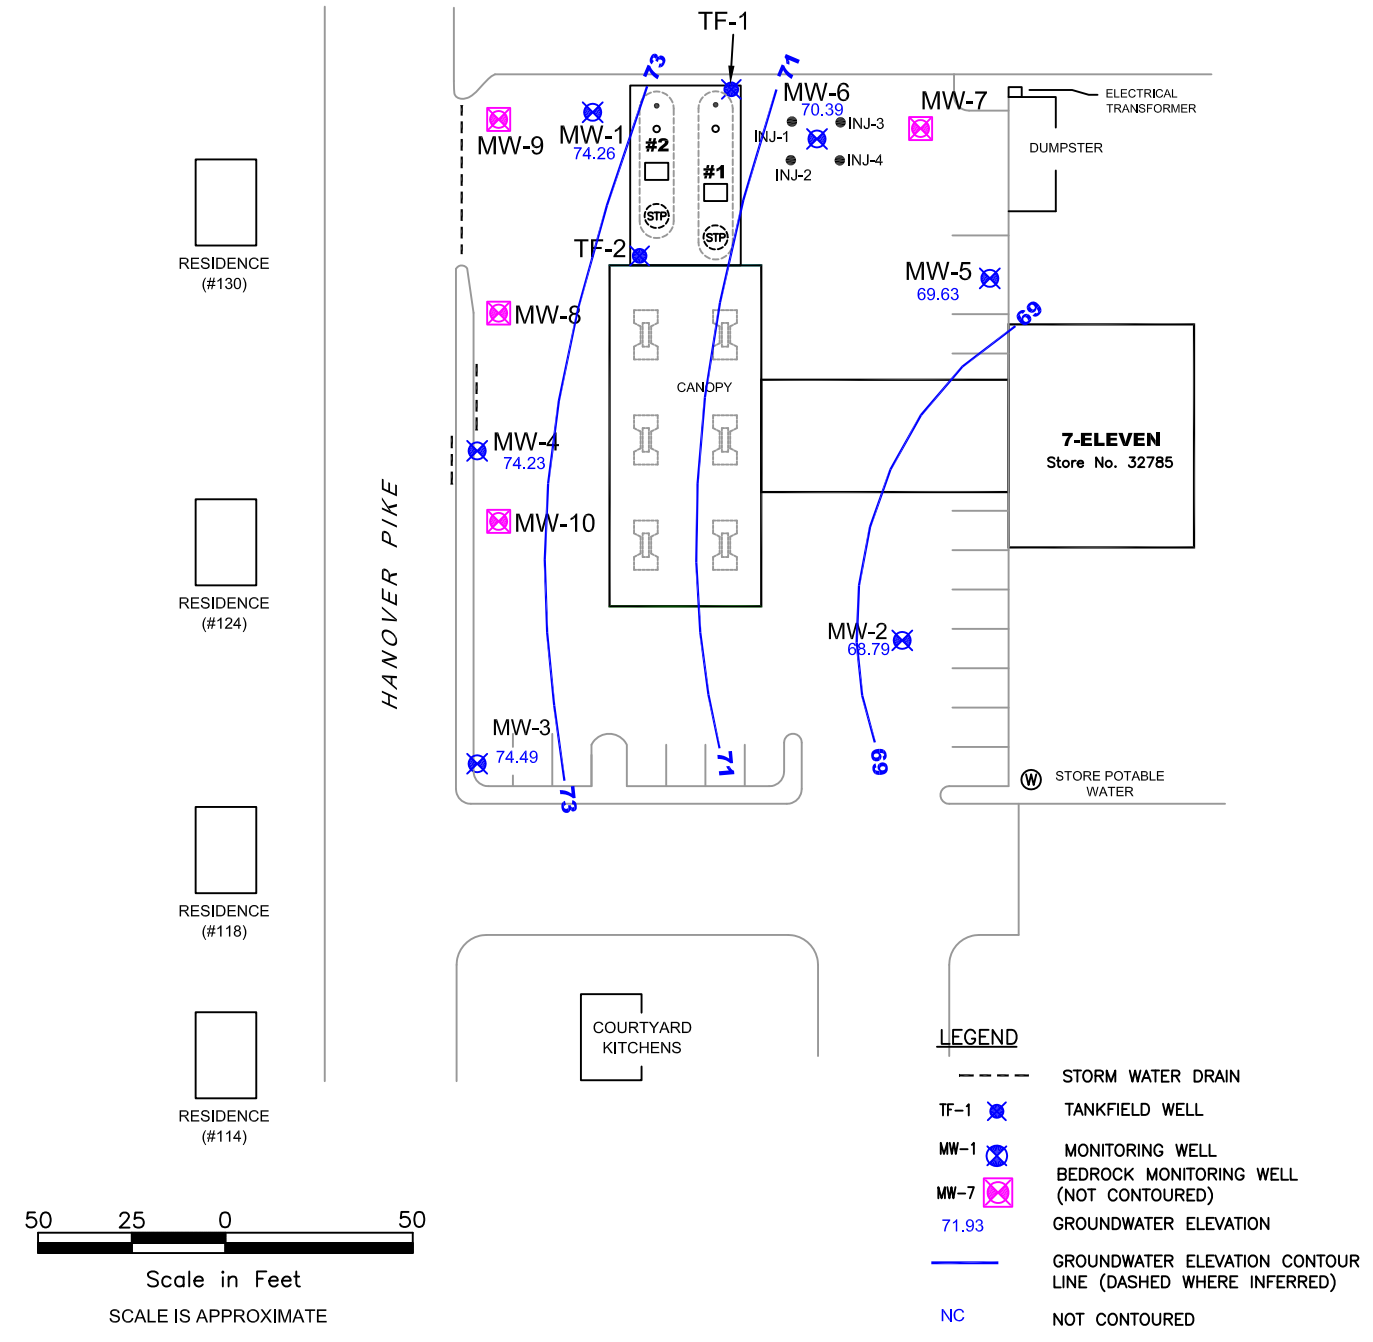 TF-1
73
71
MW-6
70.39
MW-7
ELECTRICAL
TRANSFORMER
MW-9
MW-1
74.26
INJ-1
INJ-3
#2
DUMPSTER
INJ-2
INJ-4
#1
STP
STP
TF-2
RESIDENCE
(#130)
MW-5
69.63
MW-8
69
CANOPY
7-ELEVEN
Store No. 32785
MW-4
74.23
MW-10
HANOVER PIKE
RESIDENCE
(#124)
MW-2
68.79
MW-3
74.49
71
69
73
W
STORE POTABLE
WATER
RESIDENCE
(#118)
COURTYARD
KITCHENS
RESIDENCE
(#114)
LEGEND
STORM WATER DRAIN
TF-1
TANKFIELD WELL
MW-1
MONITORING WELL
MW-7
BEDROCK MONITORING WELL
(NOT CONTOURED)
71.93
GROUNDWATER ELEVATION
GROUNDWATER ELEVATION CONTOUR
LINE (DASHED WHERE INFERRED)
NC
NOT CONTOURED
50 25 0 50
Scale in Feet
SCALE IS APPROXIMATE